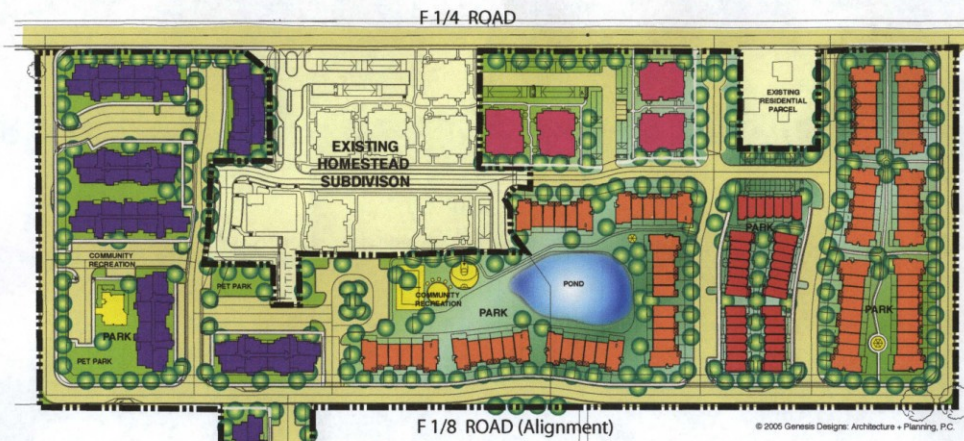 F 1/4 ROAD
EXISTING
RESIDENTIAL
PARCEL
EXISTING
HOMESTEAD
SUBDIVISON
PARK
COMMUNITY
RECREATION
PET PARK
COMMUNITY
RECREATION
POND
PARK
PARK
PARK
PET PARK
F 1/8 ROAD (Alignment)
© 2005 Genesis Designs: Architecture + Planning, P.C.